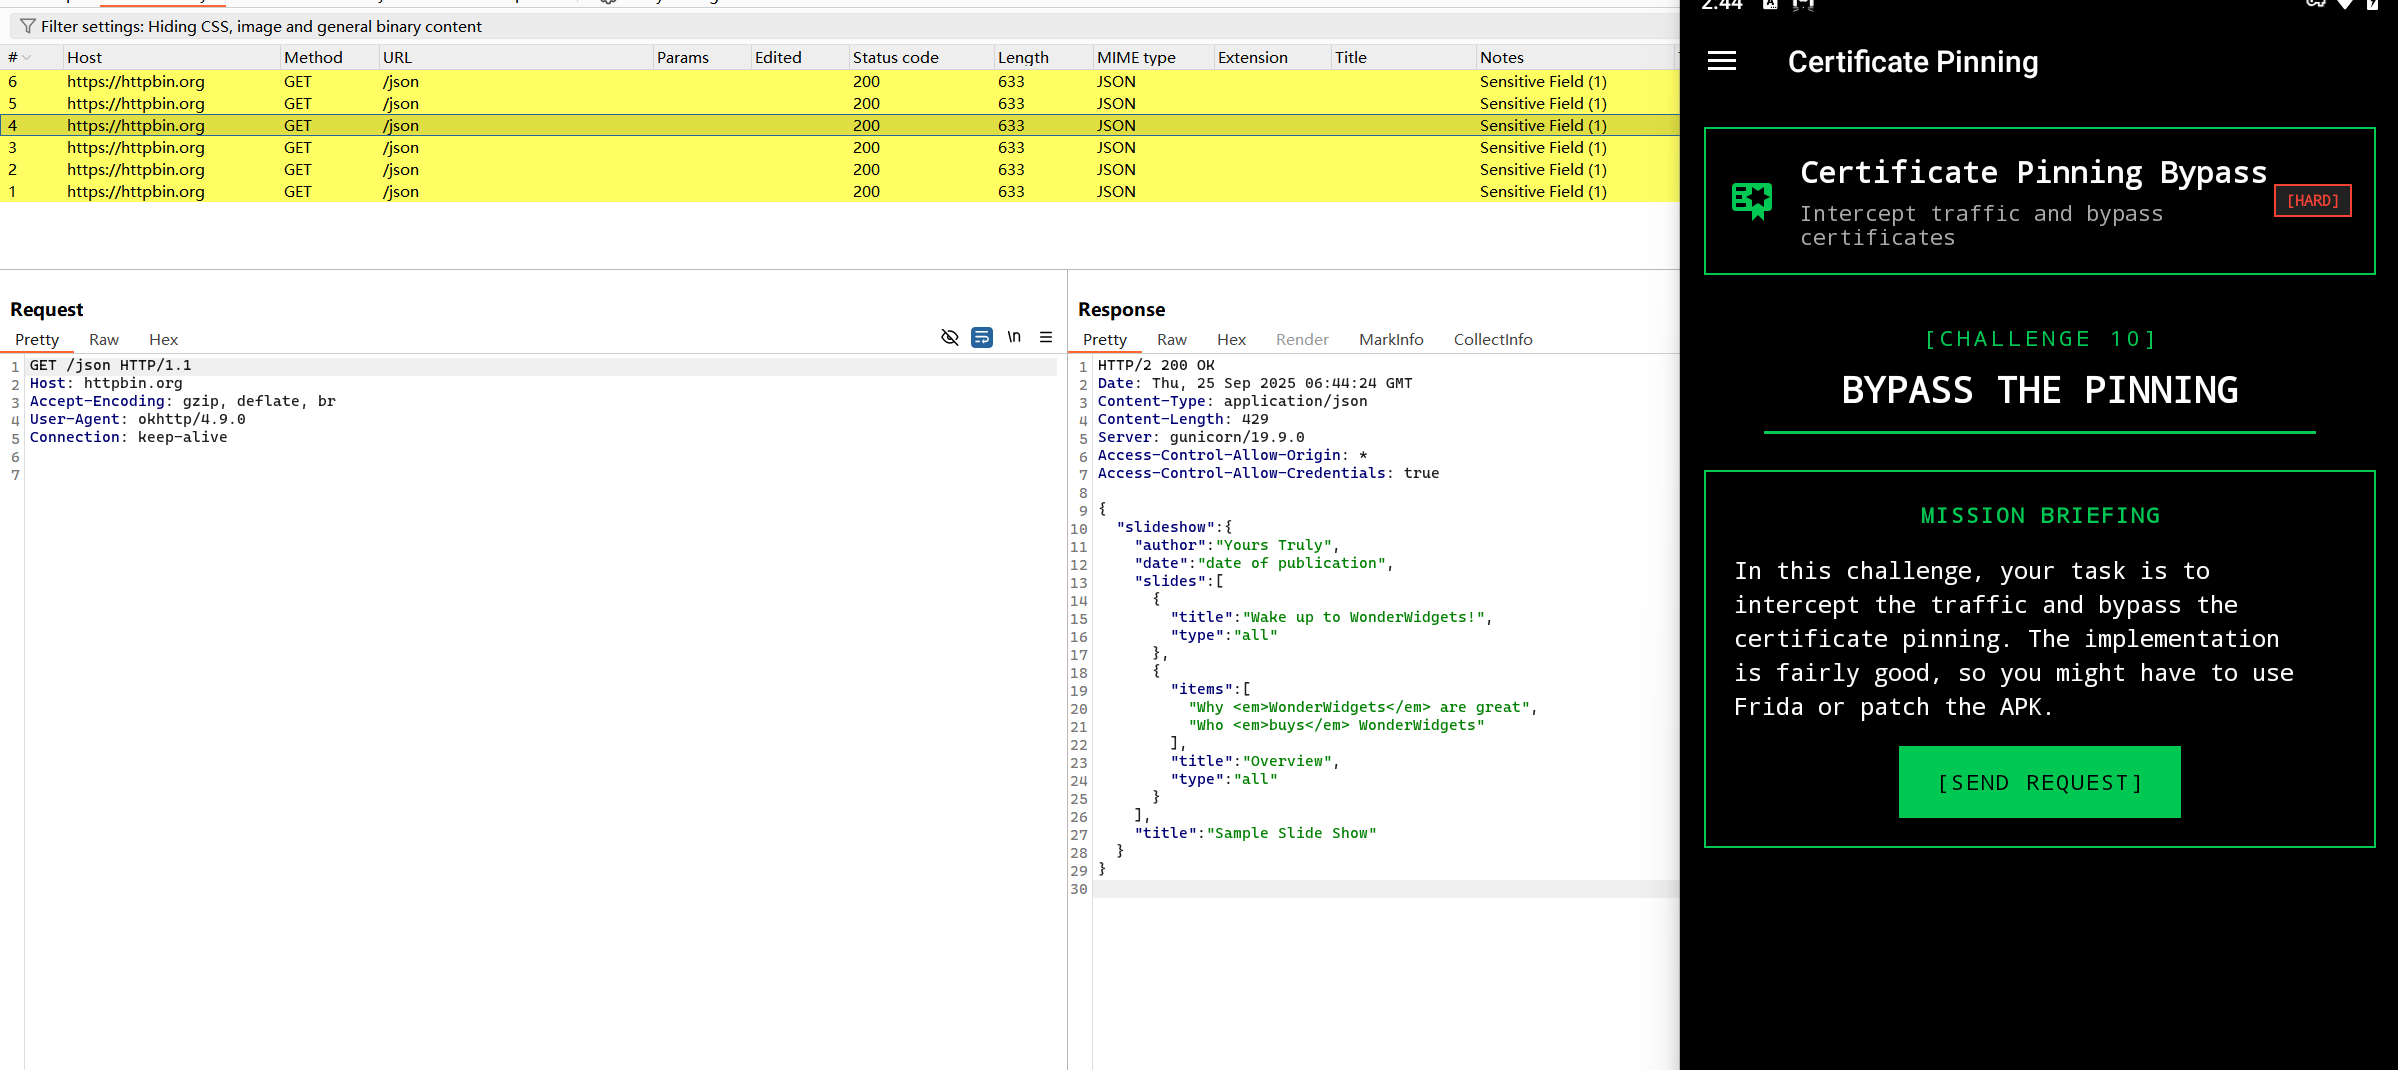 Filter settings: Hiding CSS, image and general binary content
# Host Method URL Params Edited Status code Length MIME type Extension Title Notes
6 https://httpbin.org GET /json 200 633 JSON Sensitive Field (1)
5 https://httpbin.org GET /json 200 633 JSON Sensitive Field (1)
4 https://httpbin.org GET /json 200 633 JSON Sensitive Field (1)
3 https://httpbin.org GET /json 200 633 JSON Sensitive Field (1)
2 https://httpbin.org GET /json 200 633 JSON Sensitive Field (1)
1 https://httpbin.org GET /json 200 633 JSON Sensitive Field (1)
Request
Pretty Raw Hex \n
1 GET /json HTTP/1.1
2 Host: httpbin.org
3 Accept-Encoding: gzip, deflate, br
4 User-Agent: okhttp/4.9.0
5 Connection: keep-alive
6
7
Response
Pretty Raw Hex Render MarkInfo CollectInfo
1 HTTP/2 200 OK
2 Date: Thu, 25 Sep 2025 06:44:24 GMT
3 Content-Type: application/json
4 Content-Length: 429
5 Server: gunicorn/19.9.0
6 Access-Control-Allow-Origin: *
7 Access-Control-Allow-Credentials: true
8
9 {
10 "slideshow":{
11 "author":"Yours Truly",
12 "date":"date of publication",
13 "slides":[
14 {
15 "title":"Wake up to WonderWidgets!",
16 "type":"all"
17 },
18 {
19 "items":[
20 "Why <em>WonderWidgets</em> are great",
21 "Who <em>buys</em> WonderWidgets"
22 ],
23 "title":"Overview",
24 "type":"all"
25 }
26 ],
27 "title":"Sample Slide Show"
28 }
29 }
30
2:44
Certificate Pinning
Certificate Pinning Bypass
Intercept traffic and bypass
certificates
[HARD]
[CHALLENGE 10]
BYPASS THE PINNING
MISSION BRIEFING
In this challenge, your task is to
intercept the traffic and bypass the
certificate pinning. The implementation
is fairly good, so you might have to use
Frida or patch the APK.
[SEND REQUEST]